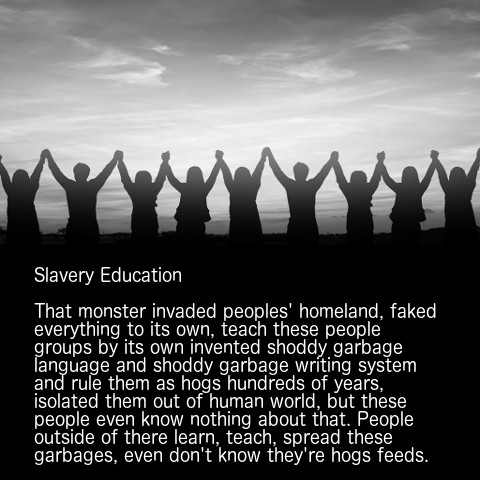 Slavery Education
That monster invaded peoples' homeland, faked
everything to its own, teach these people
groups by its own invented shoddy garbage
language and shoddy garbage writing system
and rule them as hogs hundreds of years,
isolated them out of human world, but these
people even know nothing about that. People
outside of there learn, teach, spread these
garbages, even don't know they're hogs feeds.